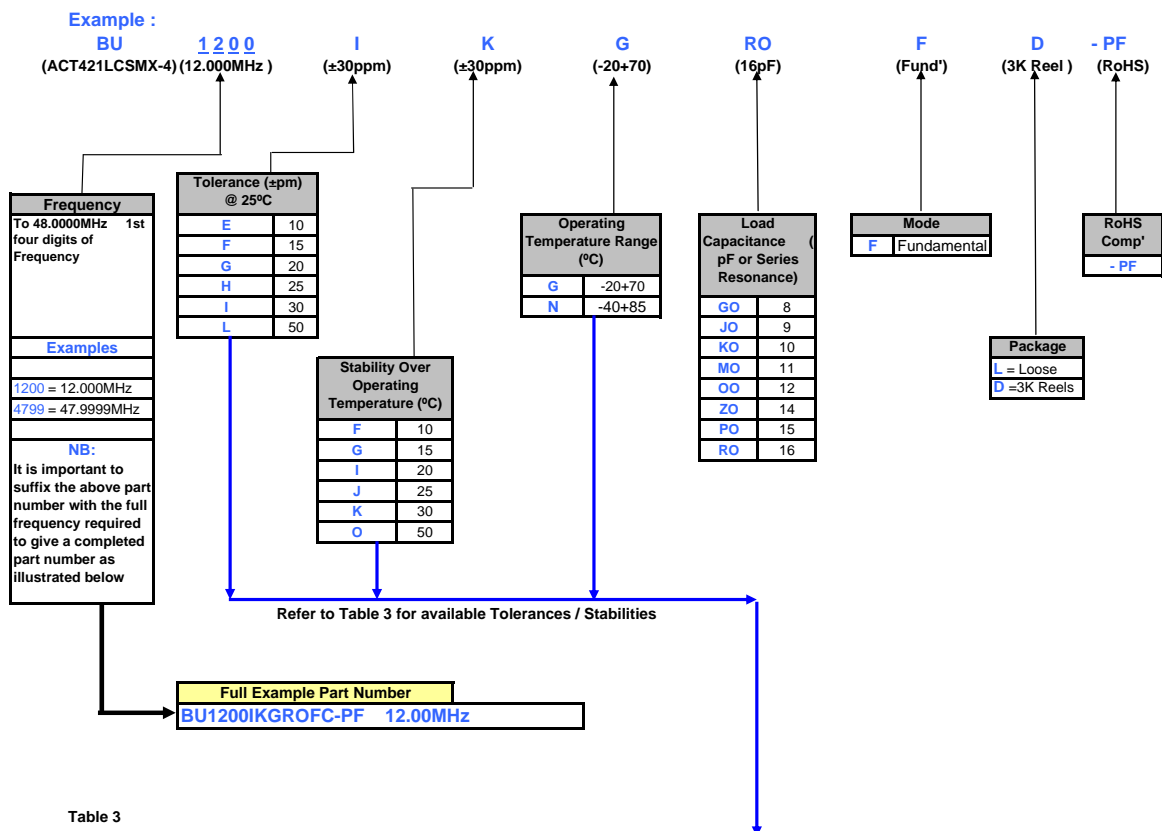 Example :
BU 1200 I K G RO F D - PF
(ACT421LCSMX-4) (12.000MHz ) (±30ppm) (±30ppm) (-20+70) (16pF) (Fund') (3K Reel ) (RoHS)
Frequency
To 48.0000MHz 1st
four digits of
Frequency
Examples
1200 = 12.000MHz
4799 = 47.9999MHz
NB:
It is important to
suffix the above part
number with the full
frequency required
to give a completed
part number as
illustrated below
Tolerance (±pm)
@ 25ºC
E 10
F 15
G 20
H 25
I 30
L 50
Stability Over
Operating
Temperature (ºC)
F 10
G 15
I 20
J 25
K 30
O 50
Operating
Temperature Range
(ºC)
G -20+70
N -40+85
Load
Capacitance (
pF or Series
Resonance)
GO 8
JO 9
KO 10
MO 11
OO 12
ZO 14
PO 15
RO 16
Mode
F Fundamental
Package
L = Loose
D =3K Reels
RoHS
Comp'
- PF
Refer to Table 3 for available Tolerances / Stabilities
Full Example Part Number
BU1200IKGROFC-PF 12.00MHz
Table 3